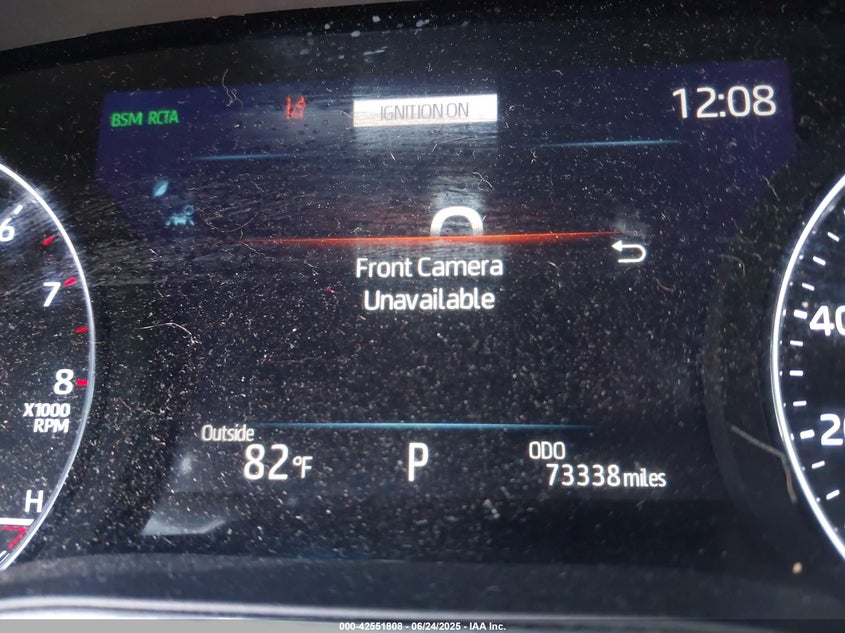 BSM RCTA
IGNITION ON
12:08
0
Front Camera
Unavailable
6
7
8
X1000
RPM
H
40
20
Outside
82°F
P
ODO
73338 miles
000-42551808 - 06/24/2025 - IAA Inc.